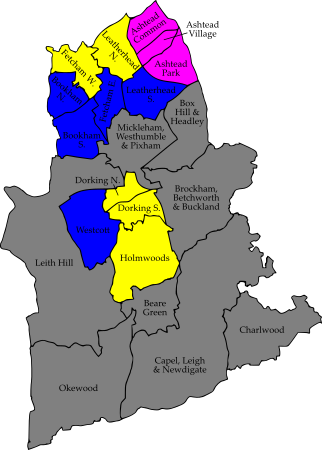 Ashtead
Common
Ashtead
Village
Leatherhead
N.
Fetcham W.
Ashtead
Park
Bookham
N.
Fetcham E.
Leatherhead
S.
Box
Hill &
Headley
Bookham
S.
Mickleham,
Westhumble
& Pixham
Dorking N.
Brockham,
Betchworth
& Buckland
Dorking S.
Westcott
Leith Hill
Holmwoods
Beare
Green
Charlwood
Capel, Leigh
& Newdigate
Okewood